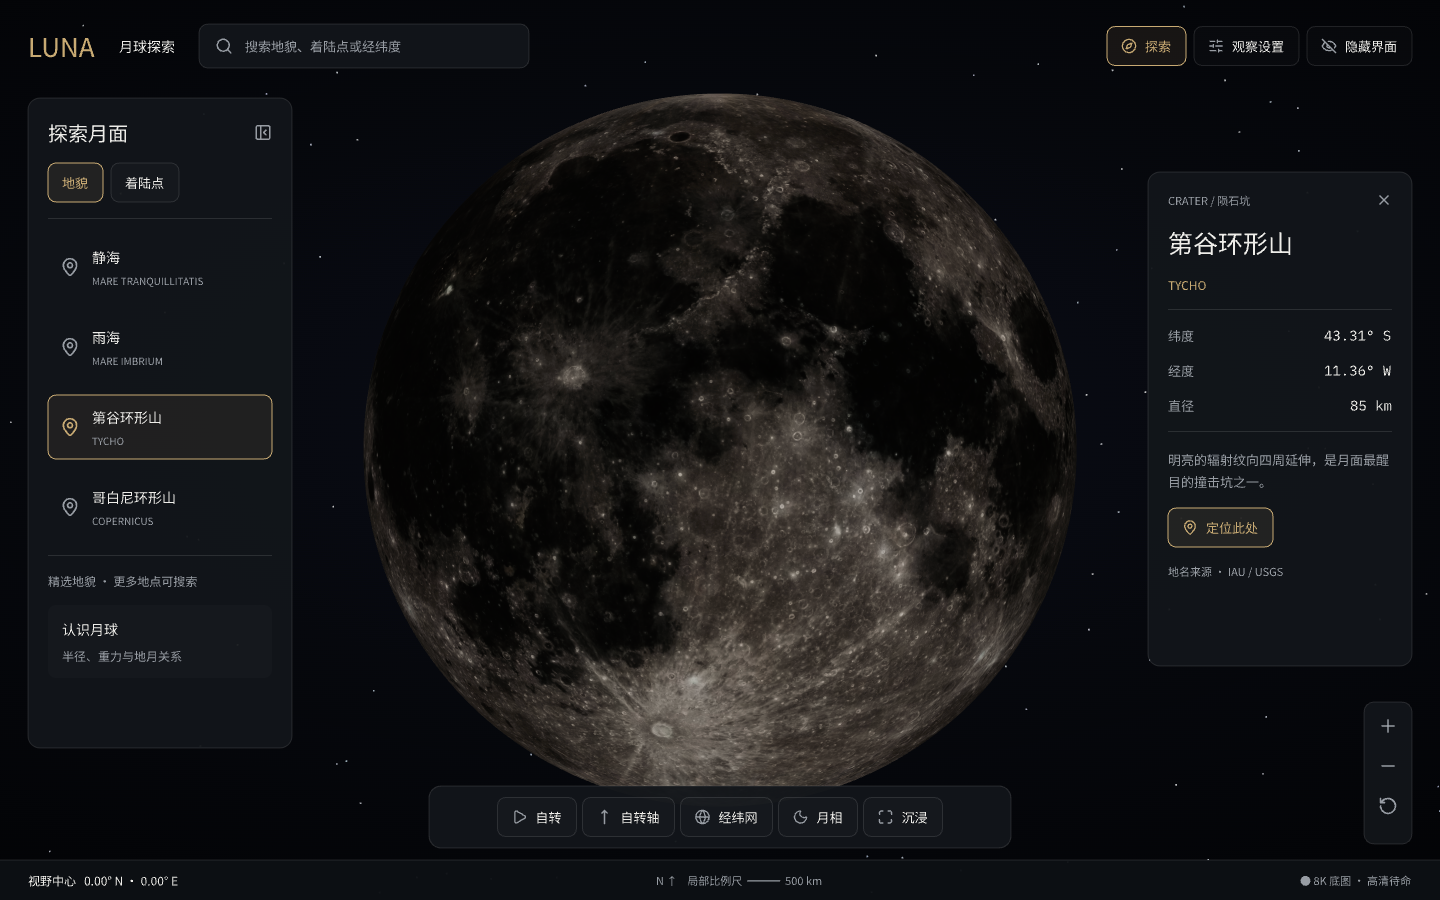 LUNA 月球探索
搜索地貌、着陆点或经纬度
探索
观察设置
隐藏界面
探索月面
地貌
着陆点
静海
MARE TRANQUILLITATIS
雨海
MARE IMBRIUM
第谷环形山
TYCHO
哥白尼环形山
COPERNICUS
精选地貌 · 更多地点可搜索
认识月球
半径、重力与地月关系
CRATER / 陨石坑
第谷环形山
TYCHO
纬度 43.31° S
经度 11.36° W
直径 85 km
明亮的辐射纹向四周延伸，是月面最醒
目的撞击坑之一。
定位此处
地名来源 · IAU / USGS
自转
自转轴
经纬网
月相
沉浸
视野中心 0.00° N · 0.00° E
N ↑ 局部比例尺 500 km
8K 底图 · 高清待命